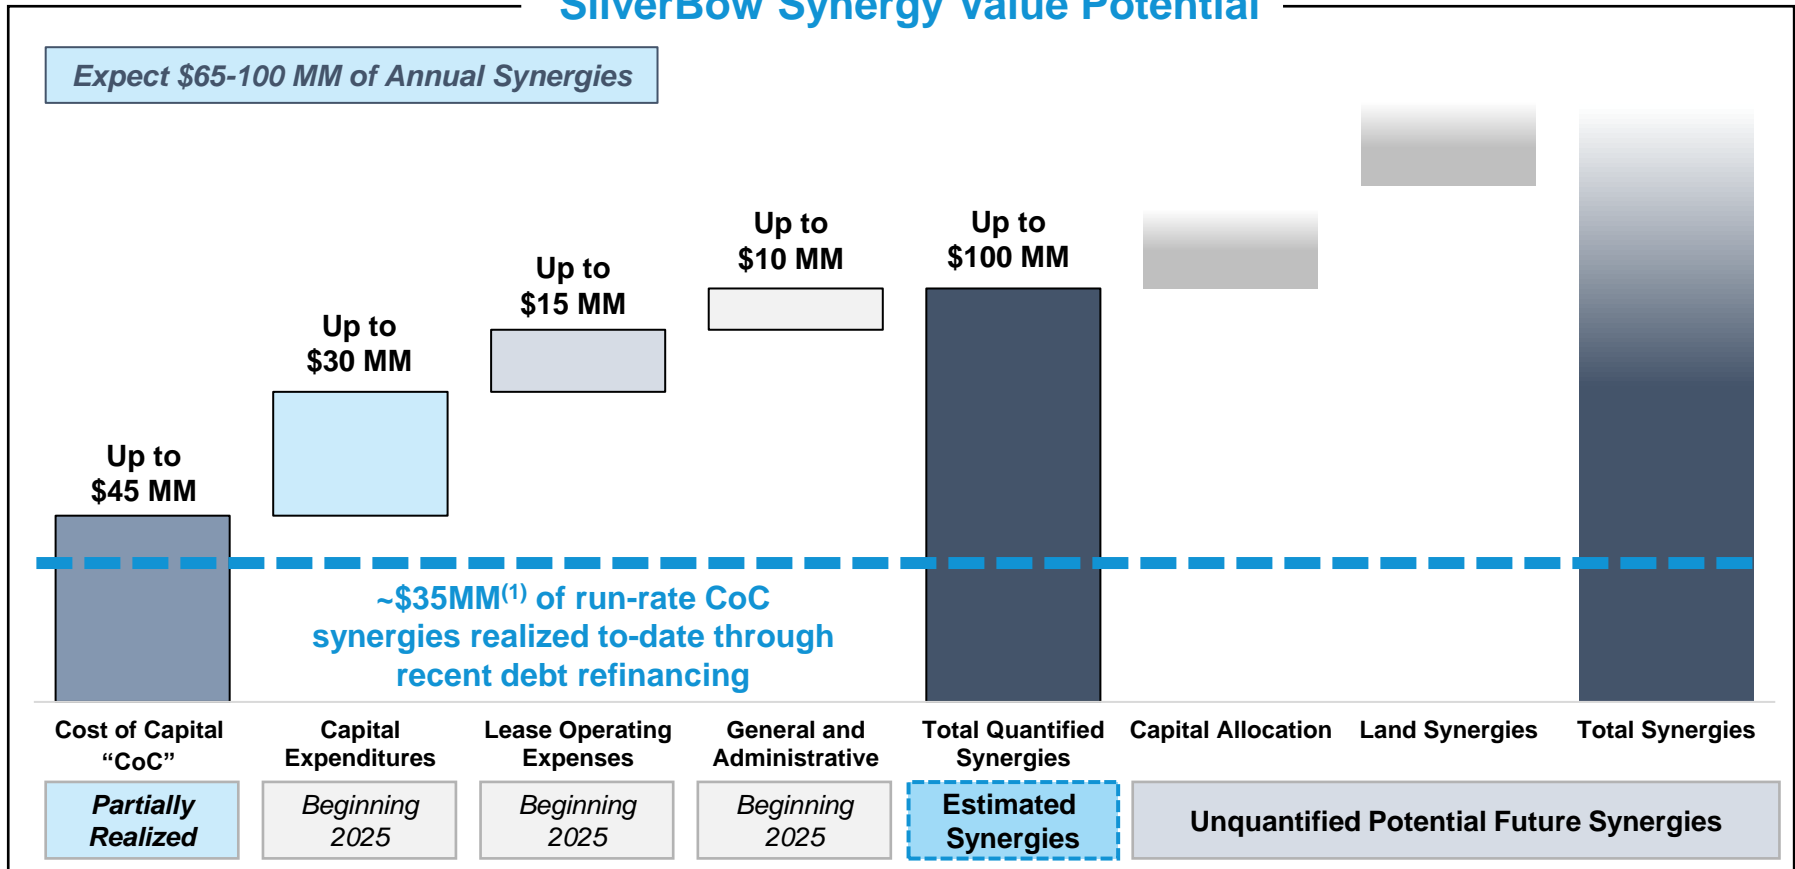 SilverBow Synergy Value Potential
Expect $65-100 MM of Annual Synergies
Up to
$45 MM
Up to
$30 MM
Up to
$15 MM
Up to
$10 MM
Up to
$100 MM
~$35MM(1) of run-rate CoC
synergies realized to-date through
recent debt refinancing
Cost of Capital
“CoC”
Capital
Expenditures
Lease Operating
Expenses
General and
Administrative
Total Quantified
Synergies
Capital Allocation
Land Synergies
Total Synergies
Partially
Realized
Beginning
2025
Beginning
2025
Beginning
2025
Estimated
Synergies
Unquantified Potential Future Synergies